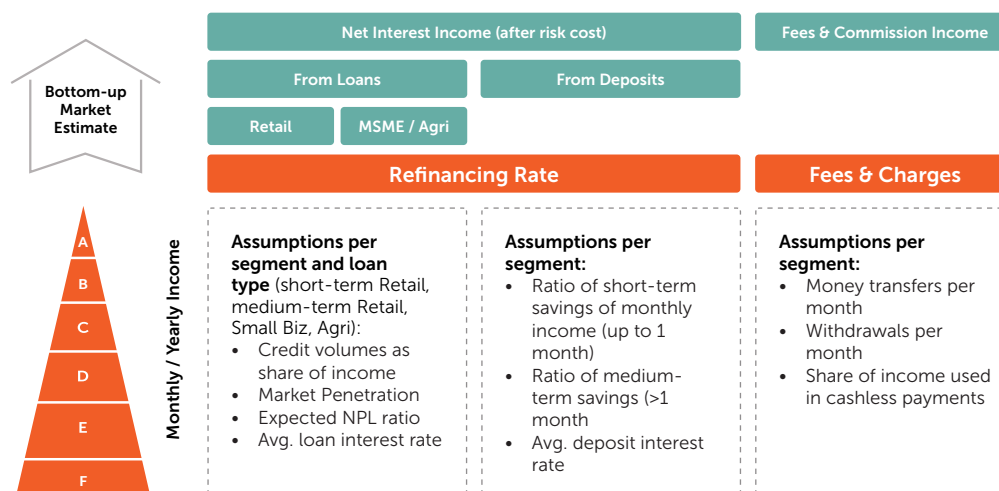 Net Interest Income (after risk cost)
Fees & Commission Income
From Loans
From Deposits
Retail
MSME / Agri
Bottom-up
Market
Estimate
Refinancing Rate
Fees & Charges
A
B
C
D
E
F
Monthly / Yearly Income
Assumptions per
segment and loan
type (short-term Retail,
medium-term Retail,
Small Biz, Agri):
• Credit volumes as
share of income
• Market Penetration
• Expected NPL ratio
• Avg. loan interest rate
Assumptions per
segment:
• Ratio of short-term
savings of monthly
income (up to 1
month)
• Ratio of medium-
term savings (>1
month
• Avg. deposit interest
rate
Assumptions per
segment:
• Money transfers per
month
• Withdrawals per
month
• Share of income used
in cashless payments